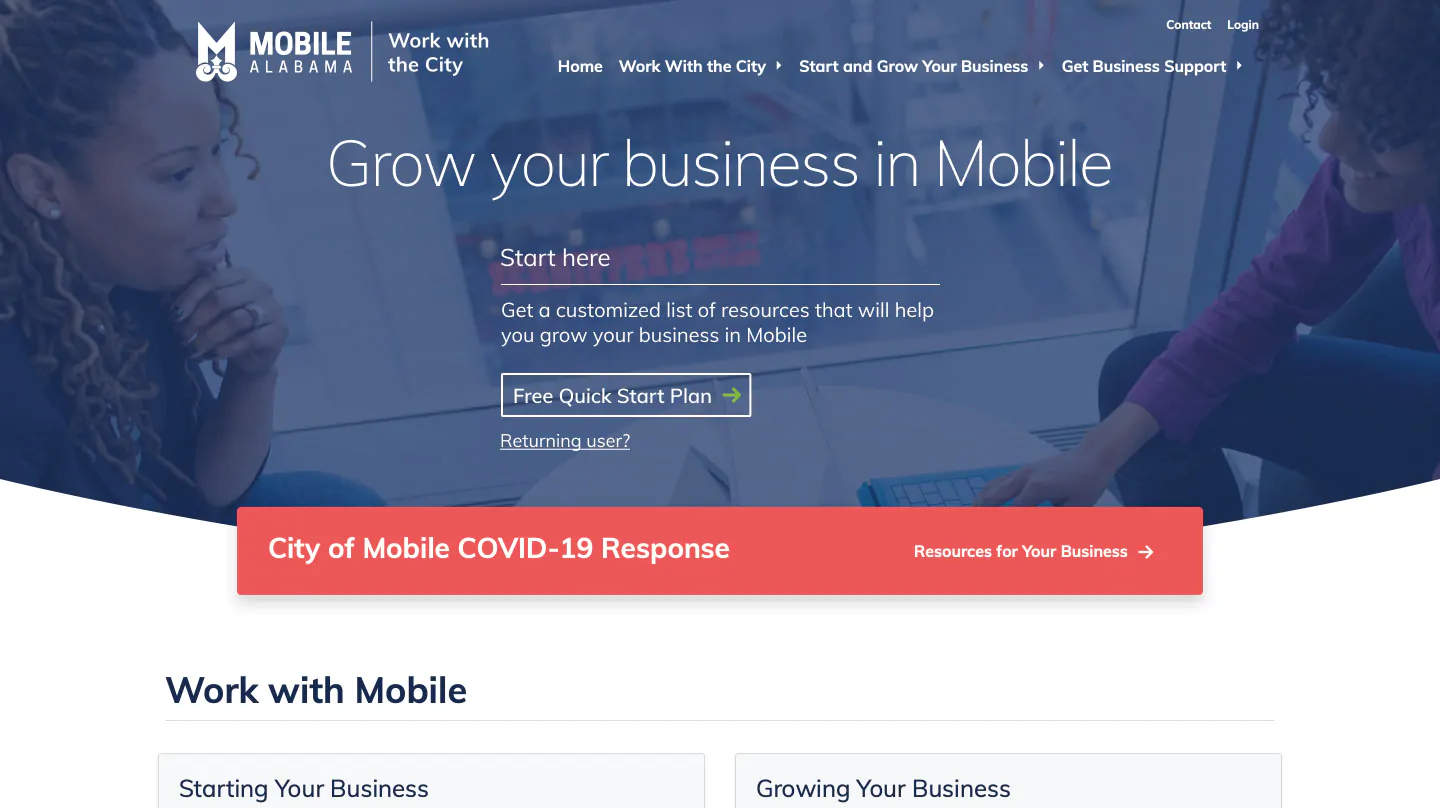 Contact Login
MOBILE
ALABAMA
Work with
the City
Home Work With the City Start and Grow Your Business Get Business Support
Grow your business in Mobile
Start here
Get a customized list of resources that will help
you grow your business in Mobile
Free Quick Start Plan
Returning user?
City of Mobile COVID-19 Response
Resources for Your Business
Work with Mobile
Starting Your Business
Growing Your Business